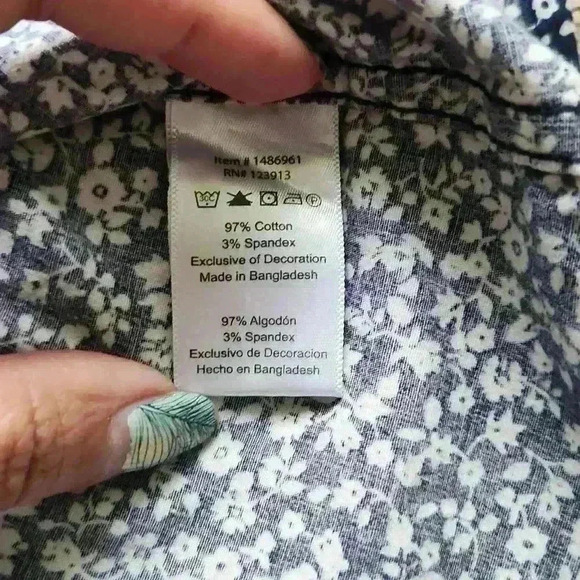 Item # 1486961
RN# 123913
97% Cotton
3% Spandex
Exclusive of Decoration
Made in Bangladesh
97% Algodón
3% Spandex
Exclusivo de Decoracion
Hecho en Bangladesh